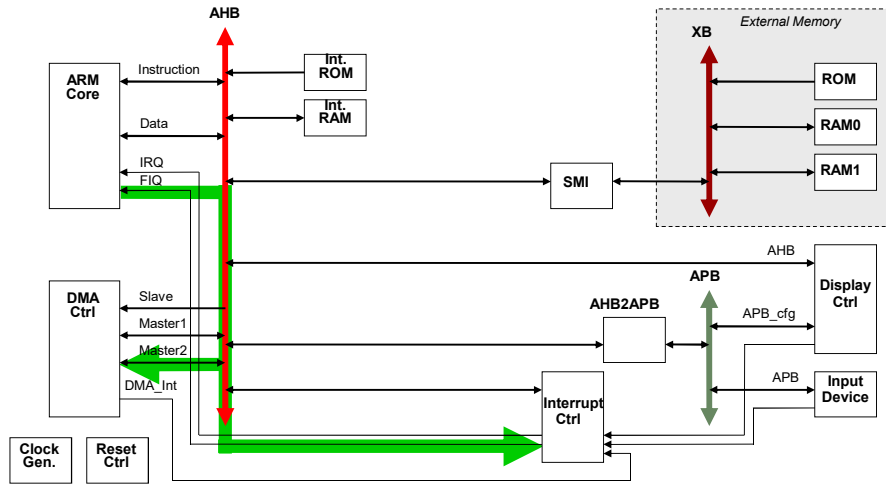 AHB
External Memory
XB
ARM
Core
Instruction
Int.
ROM
ROM
Int.
RAM
Data
RAM0
IRQ
FIQ
SMI
RAM1
AHB
DMA
Ctrl
Slave
AHB2APB
APB
Display
Ctrl
Master1
APB_cfg
Master2
DMA_Int
Interrupt
Ctrl
APB
Input
Device
Clock
Gen.
Reset
Ctrl